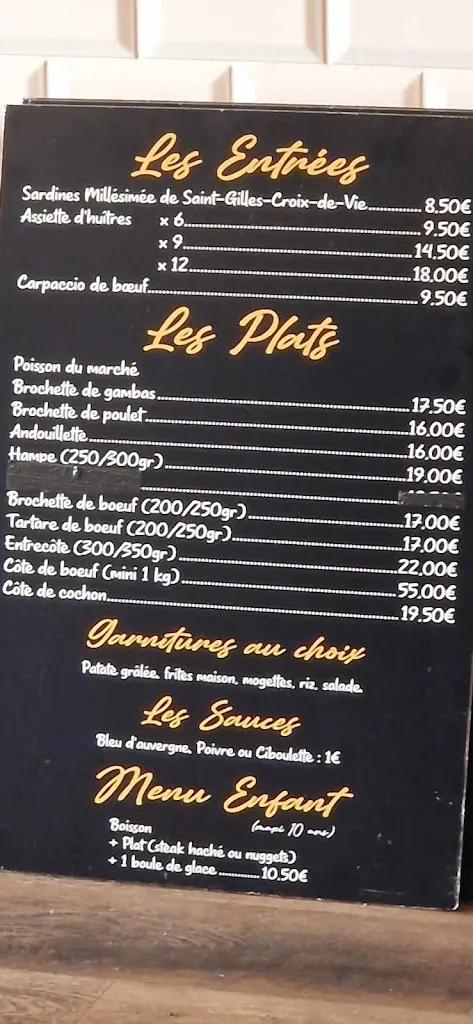 Les Entrées
Sardines Millésimée de Saint-Gilles-Croix-de-Vie 8.50€
Assiette d'huîtres x 6 9.50€
x 9 14.50€
x 12 18.00€
Carpaccio de bœuf 9.50€
Les Plats
Poisson du marché
Brochette de gambas 17.50€
Brochette de poulet 16.00€
Andouillette 16.00€
Hampe (250/300gr) 19.00€
Brochette de boeuf (200/250gr) 17.00€
Tartare de boeuf (200/250gr) 17.00€
Entrecôte (300/350gr) 22.00€
Côte de boeuf (mini 1 kg) 55.00€
Côte de cochon 19.50€
Garnitures au choix
Patate grâlée, frites maison, mogettes, riz, salade.
Les Sauces
Bleu d'auvergne, Poivre ou Ciboulette : 1€
Menu Enfant
(maxi 10 ans)
Boisson
+ Plat (steak haché ou nuggets)
+ 1 boule de glace 10.50€